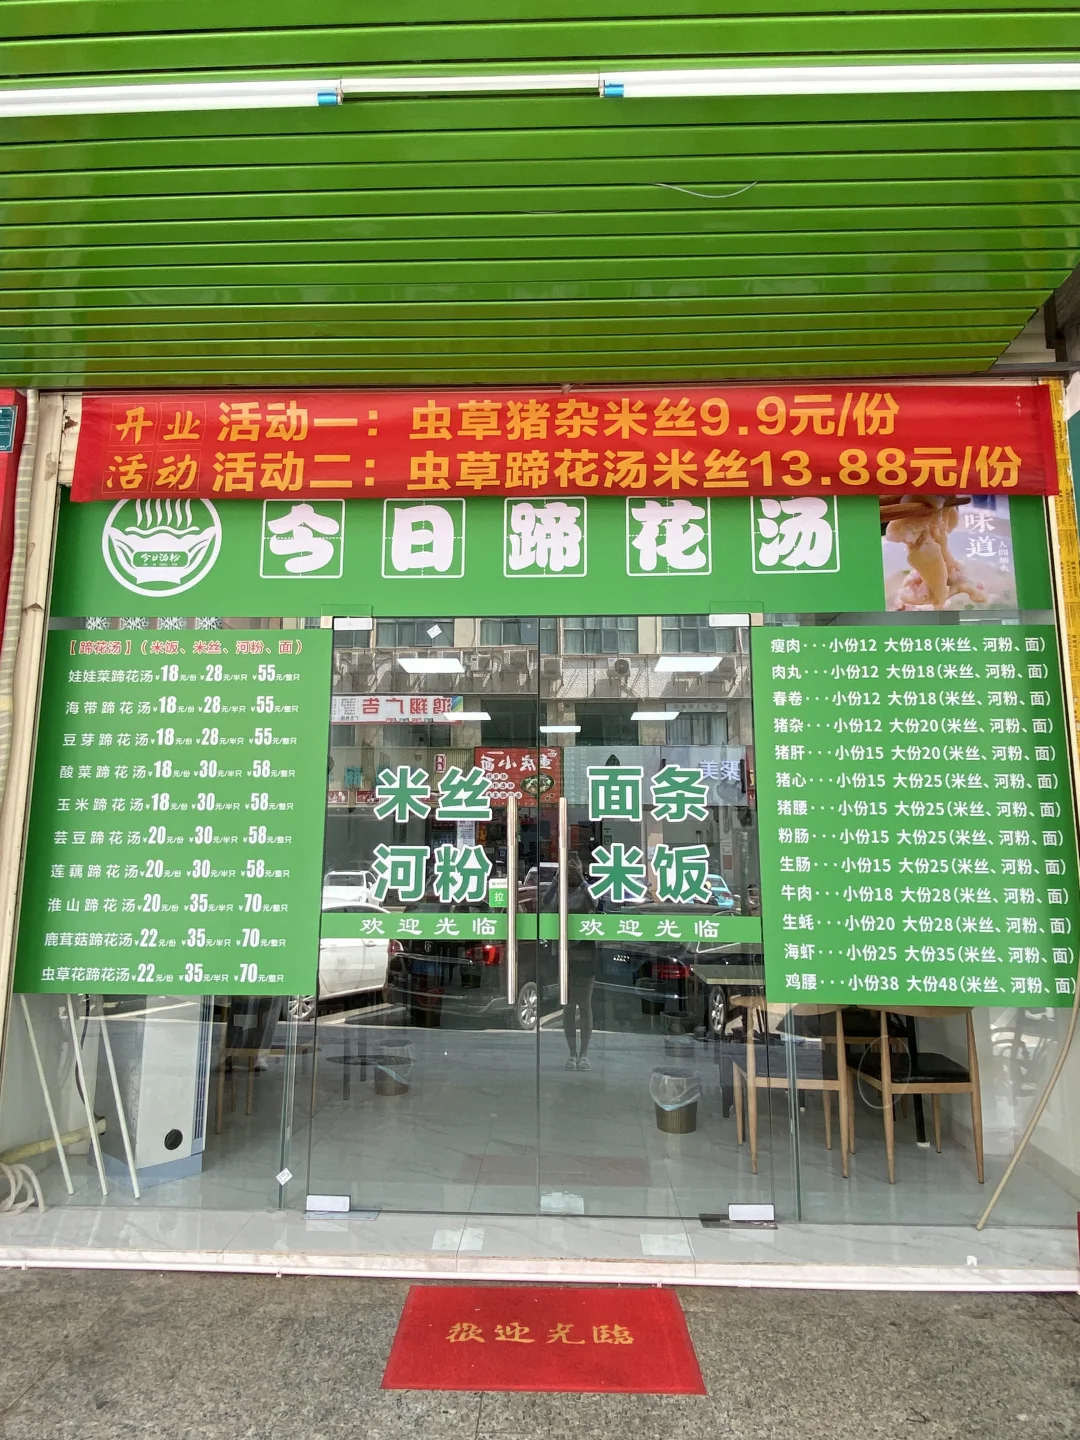 开业 活动一：虫草猪杂米丝9.9元/份
活动 活动二：虫草蹄花汤米丝13.88元/份
今日汤粉
今日蹄花汤
味道
人间烟火
【蹄花汤】（米饭、米丝、河粉、面）
娃娃菜蹄花汤¥18元/份 ¥28元/半只 ¥55元/整只
海带蹄花汤¥18元/份 ¥28元/半只 ¥55元/整只
豆芽蹄花汤¥18元/份 ¥28元/半只 ¥55元/整只
酸菜蹄花汤¥18元/份 ¥30元/半只 ¥58元/整只
玉米蹄花汤¥18元/份 ¥30元/半只 ¥58元/整只
芸豆蹄花汤¥20元/份 ¥30元/半只 ¥58元/整只
莲藕蹄花汤¥20元/份 ¥30元/半只 ¥58元/整只
淮山蹄花汤¥20元/份 ¥35元/半只 ¥70元/整只
鹿茸菇蹄花汤¥22元/份 ¥35元/半只 ¥70元/整只
虫草花蹄花汤¥22元/份 ¥35元/半只 ¥70元/整只
鸿翔广告
重庆小面
米丝
河粉
拉
欢迎光临
面条
米饭
欢迎光临
瘦肉···小份12 大份18(米丝、河粉、面)
肉丸···小份12 大份18(米丝、河粉、面)
春卷···小份12 大份18(米丝、河粉、面)
猪杂···小份12 大份20(米丝、河粉、面)
猪肝···小份15 大份20(米丝、河粉、面)
猪心···小份15 大份25(米丝、河粉、面)
猪腰···小份15 大份25(米丝、河粉、面)
粉肠···小份15 大份25(米丝、河粉、面)
生肠···小份15 大份25(米丝、河粉、面)
牛肉···小份18 大份28(米丝、河粉、面)
生蚝···小份20 大份28(米丝、河粉、面)
海虾···小份25 大份35(米丝、河粉、面)
鸡腰···小份38 大份48(米丝、河粉、面)
歡迎光臨